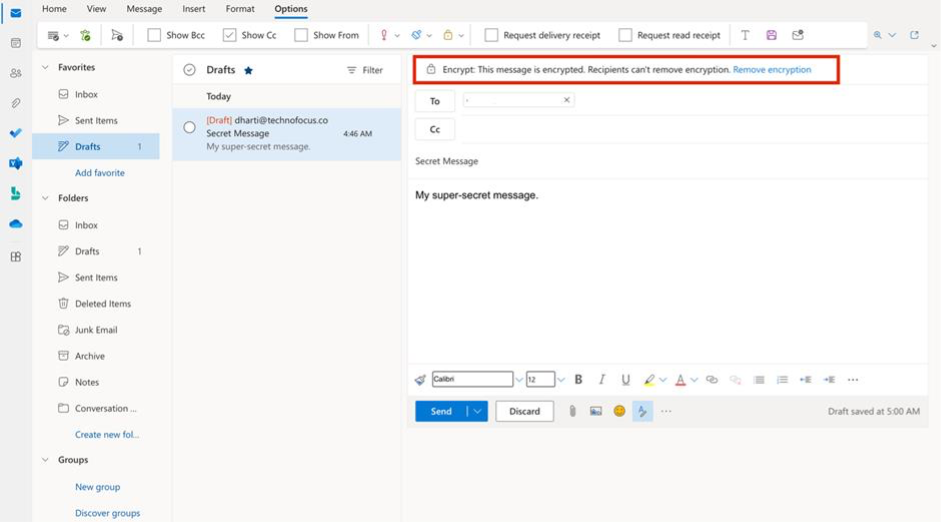 Home View Message Insert Format Options
Show Bcc Show Cc Show From Request delivery receipt Request read receipt
Favorites
Inbox
Sent Items
Drafts 1
Add favorite
Folders
Inbox
Drafts 1
Sent Items
Deleted Items
Junk Email
Archive
Notes
Conversation ...
Create new fol...
Groups
New group
Discover groups
Drafts Filter
Today
[Draft] dharti@technofocus.co
Secret Message 4:46 AM
My super-secret message.
Encrypt: This message is encrypted. Recipients can't remove encryption. Remove encryption
To
Cc
Secret Message
My super-secret message.
Calibri 12 B I U A
Send Discard Draft saved at 5:00 AM